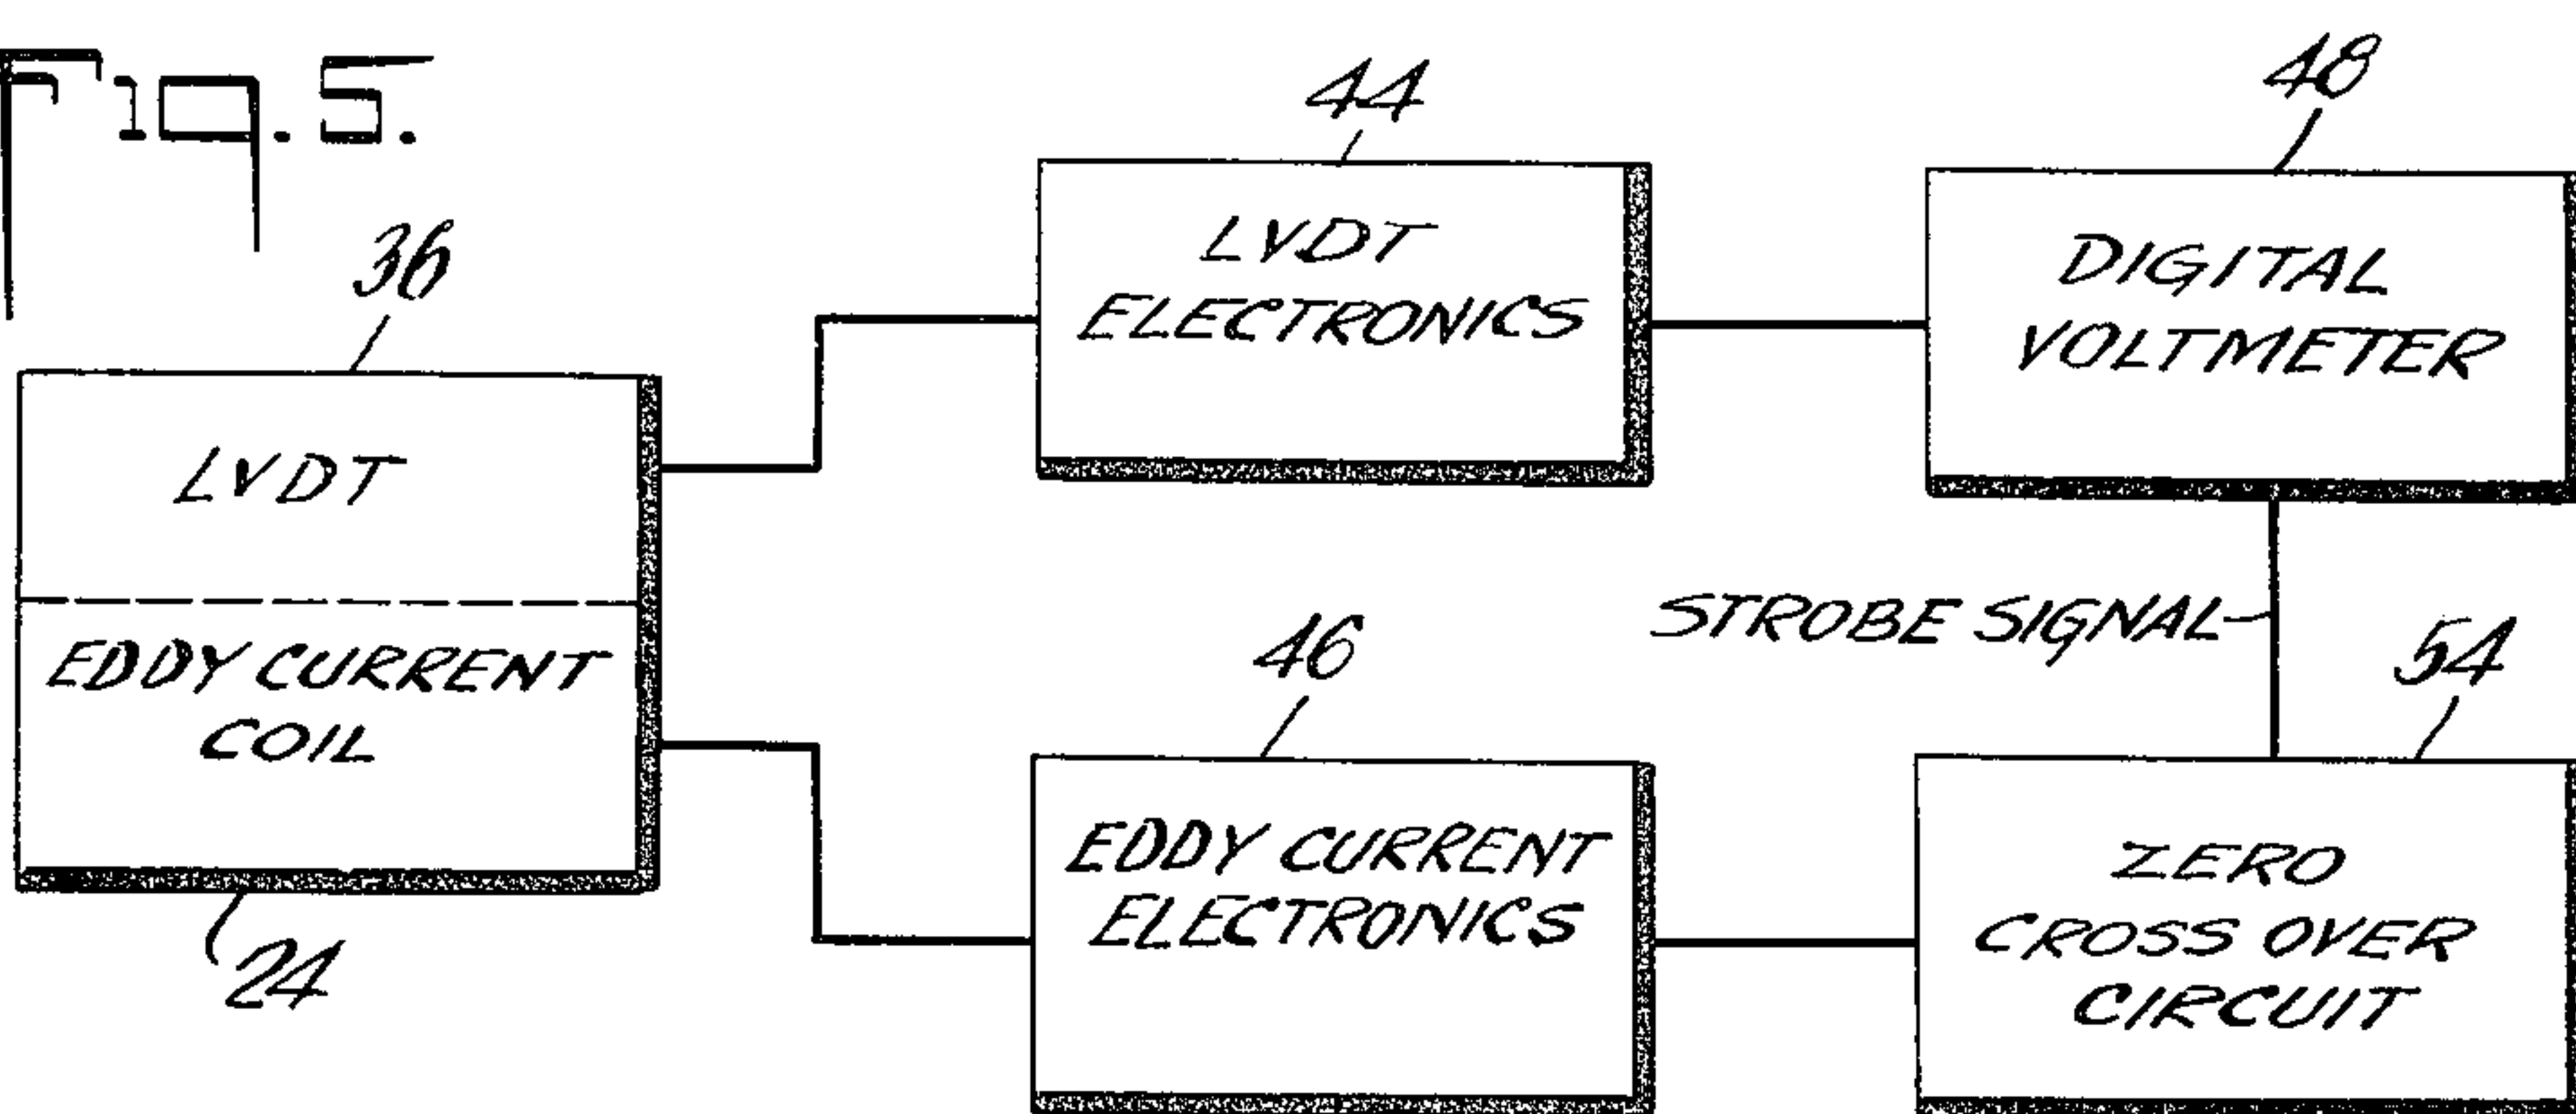 Fig. 5.
44
48
36
LVDT
ELECTRONICS
DIGITAL
VOLTMETER
LVDT
EDDY CURRENT
COIL
24
STROBE SIGNAL
46
54
EDDY CURRENT
ELECTRONICS
ZERO
CROSS OVER
CIRCUIT